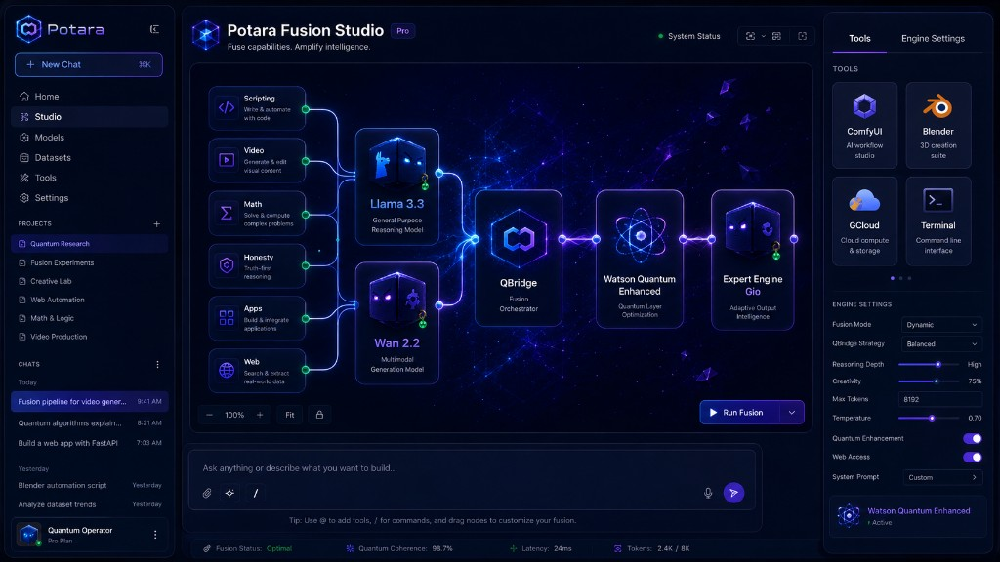 Potara
New Chat
⌘K
Home
Studio
Models
Datasets
Tools
Settings
PROJECTS
Quantum Research
Fusion Experiments
Creative Lab
Web Automation
Math & Logic
Video Production
CHATS
Today
Fusion pipeline for video gener... 9:41 AM
Quantum algorithms explain... 8:21 AM
Build a web app with FastAPI 7:03 AM
Yesterday
Blender automation script Yesterday
Analyze dataset trends Yesterday
Quantum Operator
Pro Plan
Potara Fusion Studio Pro
Fuse capabilities. Amplify intelligence.
System Status
Scripting
Write & automate
with code
Video
Generate & edit
visual content
Math
Solve & compute
complex problems
Honesty
Truth-first
reasoning
Apps
Build & integrate
applications
Web
Search & extract
real-world data
Llama 3.3
General Purpose
Reasoning Model
Wan 2.2
Multimodal
Generation Model
QBridge
Fusion
Orchestrator
Watson Quantum
Enhanced
Quantum Layer
Optimization
Expert Engine
Gio
Adaptive Output
Intelligence
100%
Fit
Run Fusion
Ask anything or describe what you want to build...
Tip: Use @ to add tools, / for commands, and drag nodes to customize your fusion.
Fusion Status: Optimal
Quantum Coherence: 98.7%
Latency: 24ms
Tokens: 2.4K / 8K
Tools
Engine Settings
TOOLS
ComfyUI
AI workflow
studio
Blender
3D creation
suite
GCloud
Cloud compute
& storage
Terminal
Command line
interface
ENGINE SETTINGS
Fusion Mode Dynamic
QBridge Strategy Balanced
Reasoning Depth High
Creativity 75%
Max Tokens 8192
Temperature 0.70
Quantum Enhancement
Web Access
System Prompt Custom
Watson Quantum Enhanced
Active